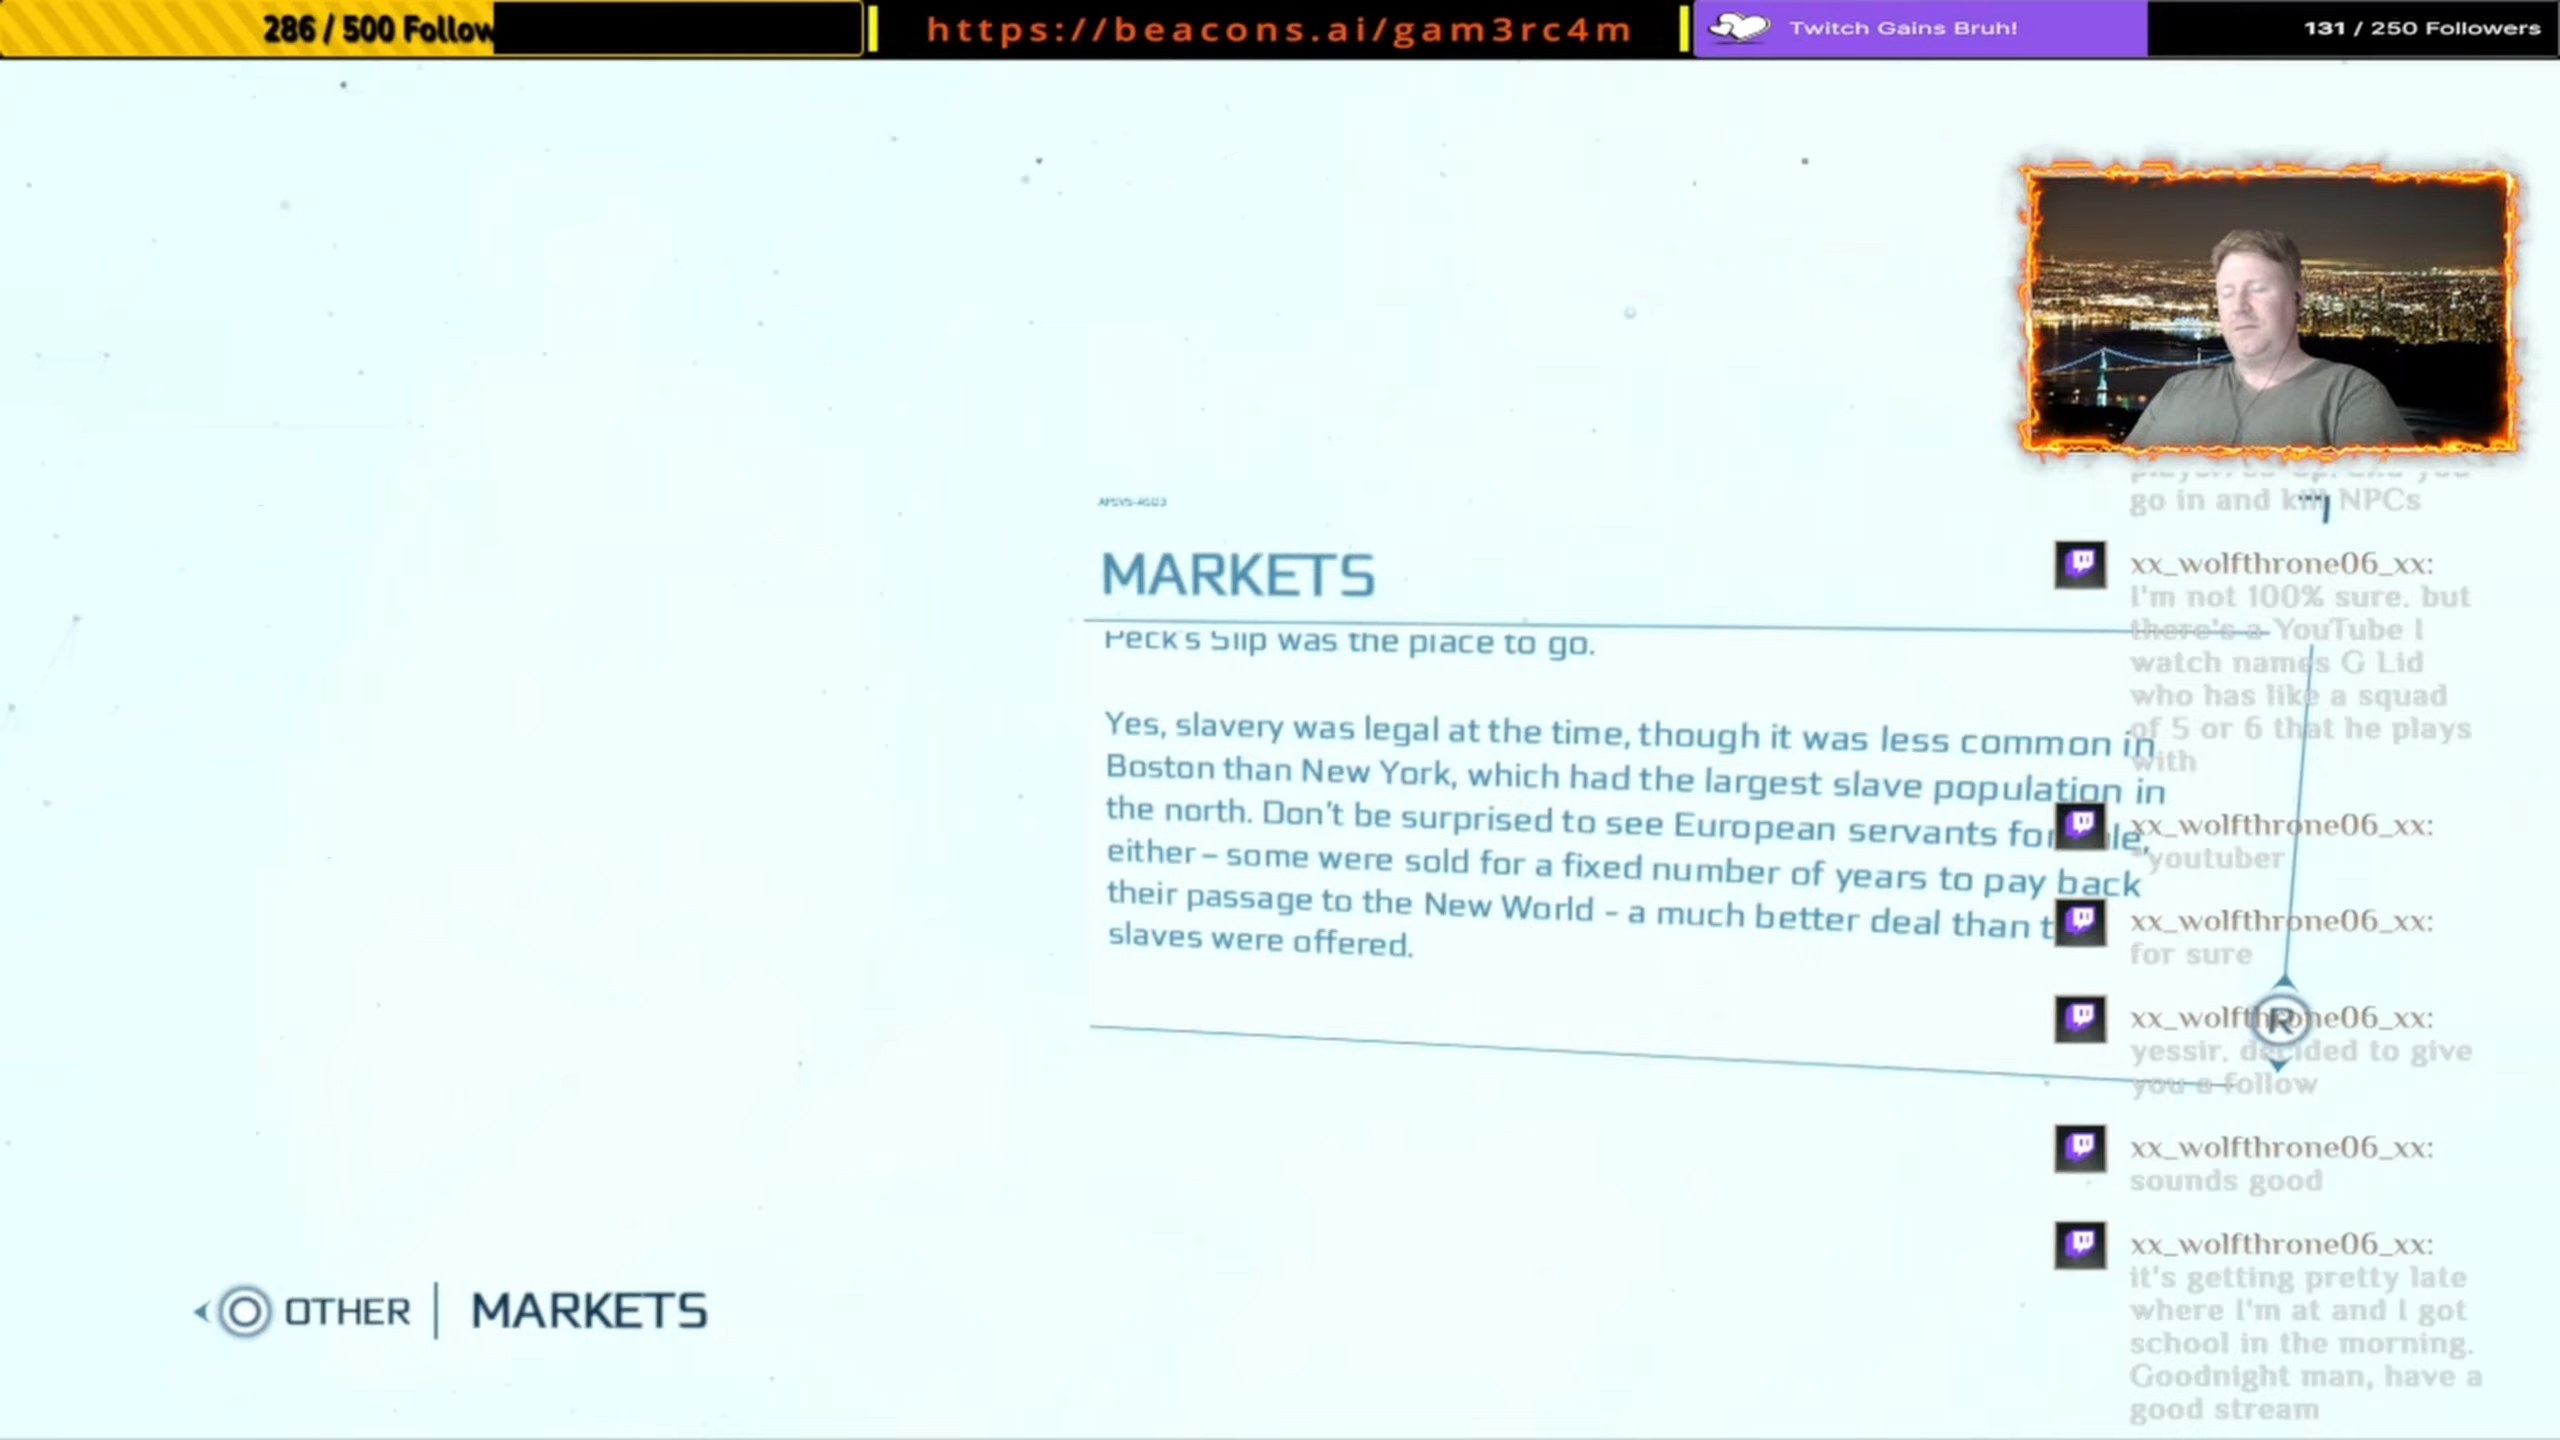 286 / 500 Follow
https://beacons.ai/gam3rc4m
Twitch Gains Bruh!
131 / 250 Followers
MARKETS
Peck's Slip was the place to go.
Yes, slavery was legal at the time, though it was less common in
Boston than New York, which had the largest slave population in
the north. Don't be surprised to see European servants for le,
either – some were sold for a fixed number of years to pay back
their passage to the New World – a much better deal than t
slaves were offered.
OTHER | MARKETS
R
go in and kill NPCs
xx_wolfthrone06_xx:
I'm not 100% sure. but
there's a YouTube I
watch names G Lid
who has like a squad
of 5 or 6 that he plays
with
xx_wolfthrone06_xx:
*youtuber
xx_wolfthrone06_xx:
for sure
xx_wolfthrone06_xx:
yessir. decided to give
you a follow
xx_wolfthrone06_xx:
sounds good
xx_wolfthrone06_xx:
it's getting pretty late
where I'm at and I got
school in the morning.
Goodnight man, have a
good stream